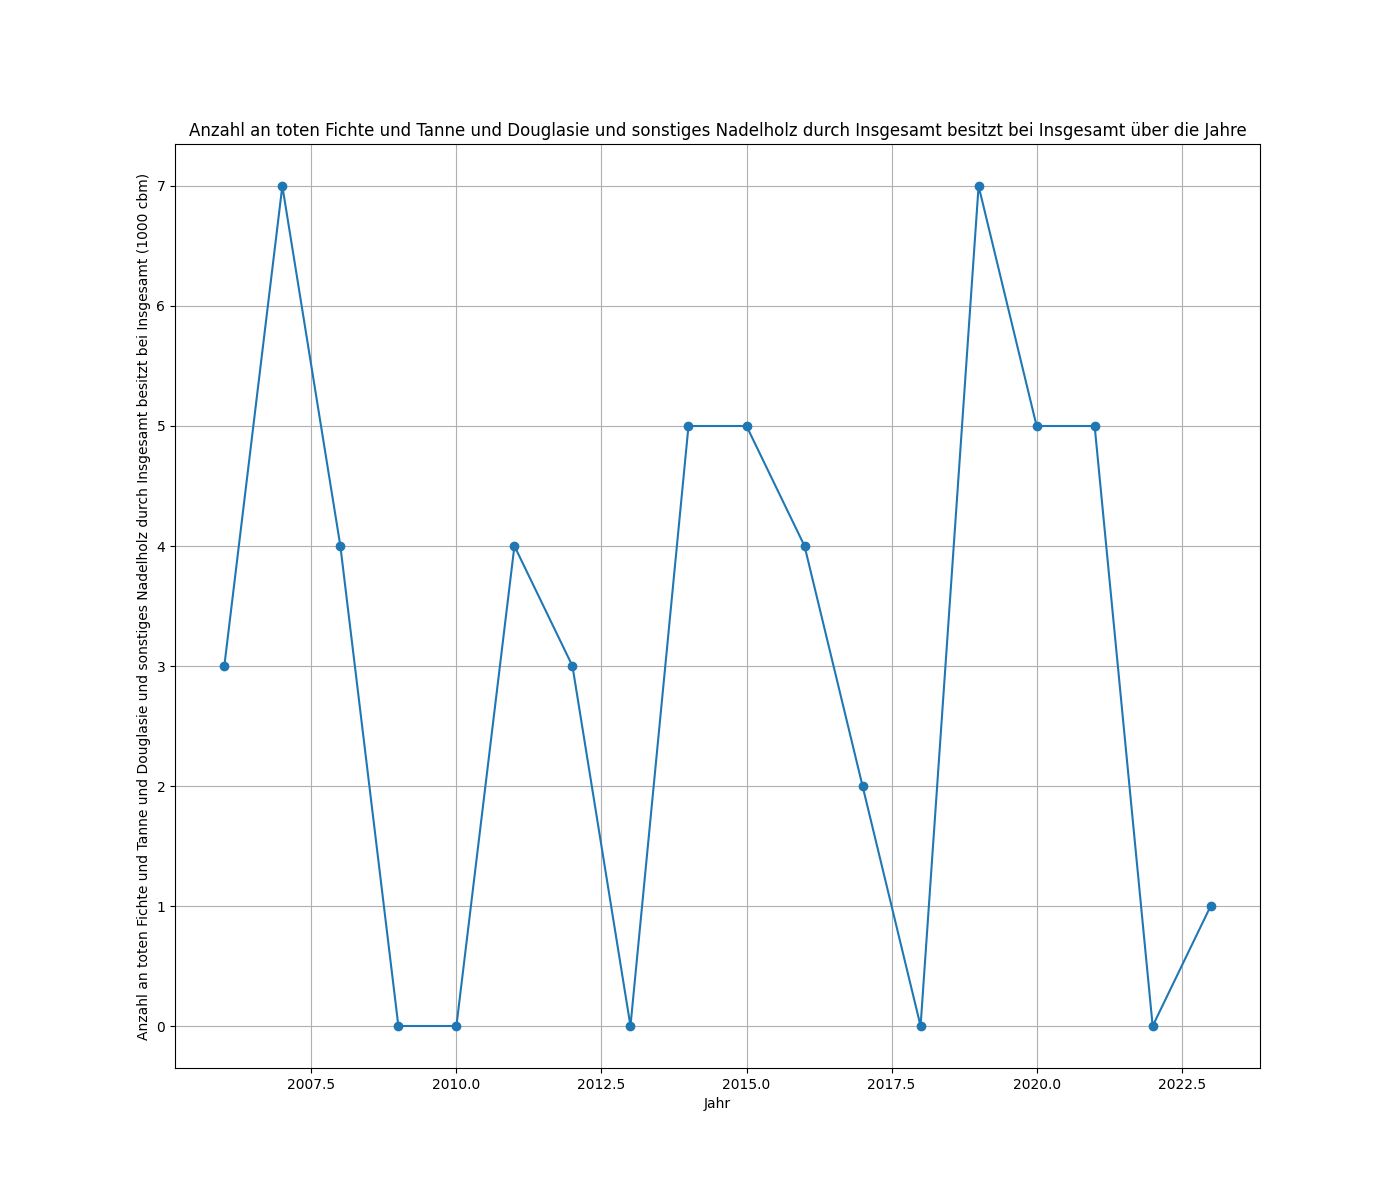 Anzahl an toten Fichte und Tanne und Douglasie und sonstiges Nadelholz durch Insgesamt besitzt bei Insgesamt über die Jahre
Anzahl an toten Fichte und Tanne und Douglasie und sonstiges Nadelholz durch Insgesamt besitzt bei Insgesamt (1000 cbm)
7
6
5
4
3
2
1
0
2007.5 2010.0 2012.5 2015.0 2017.5 2020.0 2022.5
Jahr